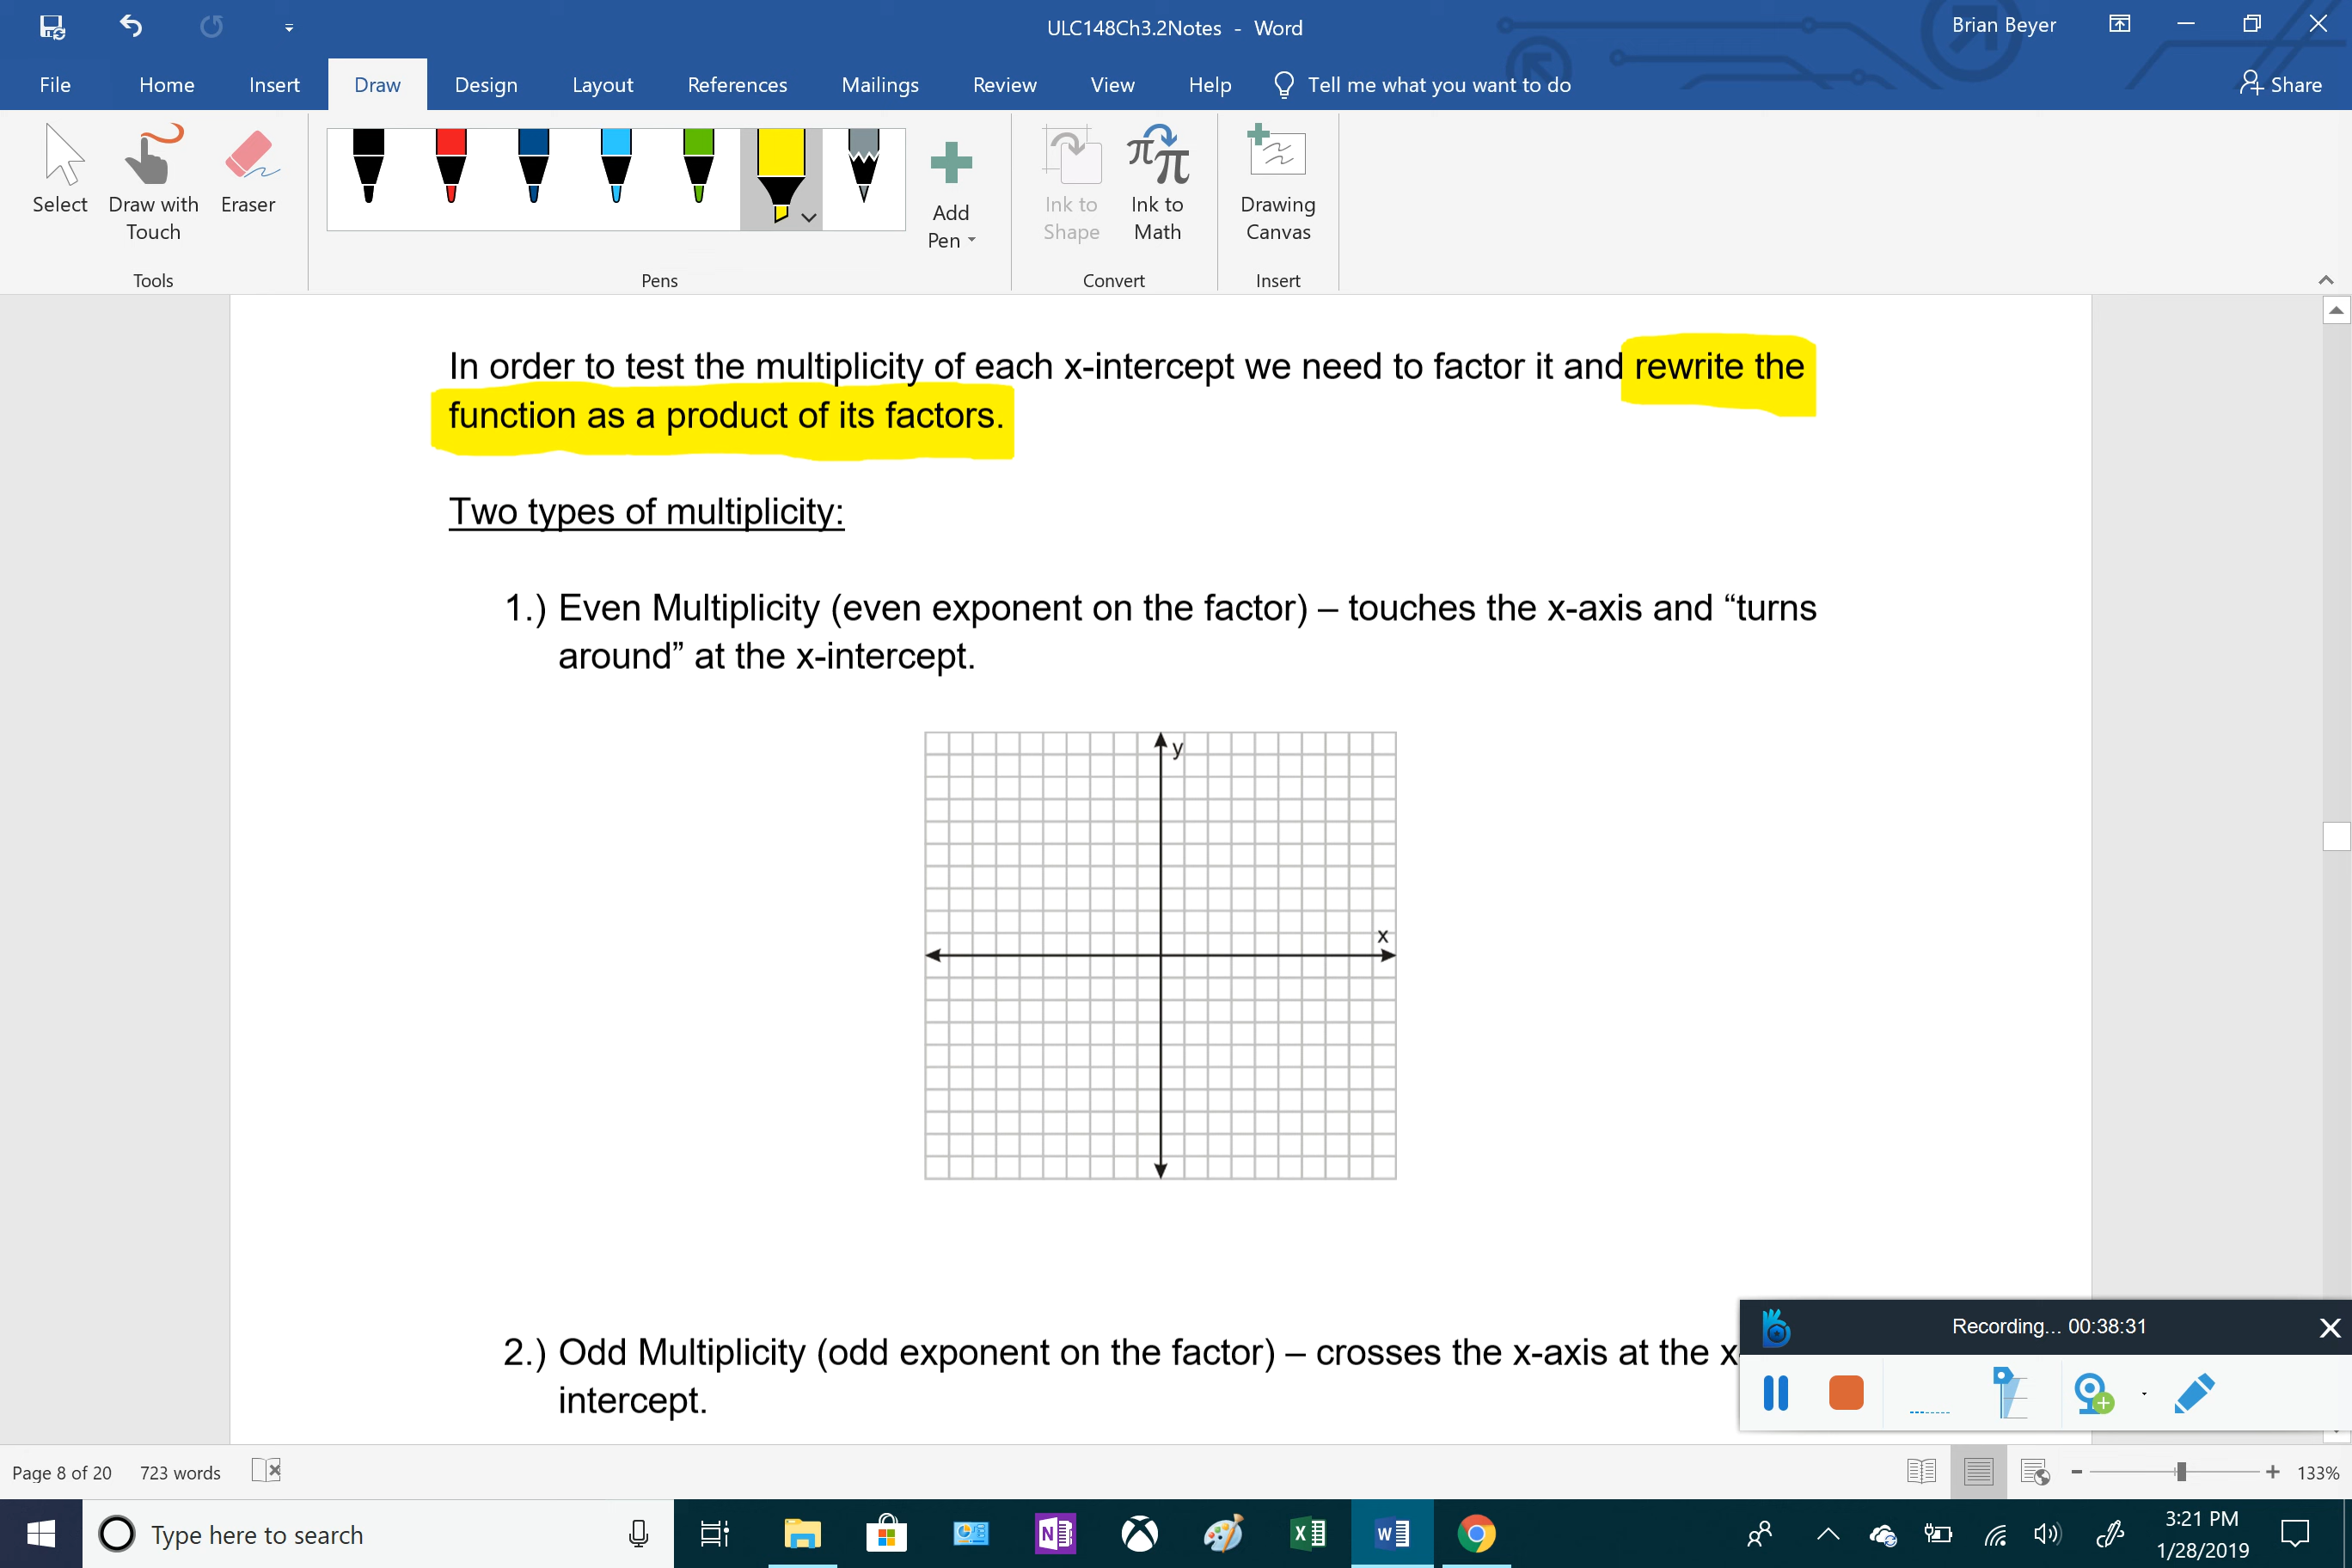 ULC148Ch3.2Notes - Word
Brian Beyer
File Home Insert Draw Design Layout References Mailings Review View Help Tell me what you want to do Share
Select Draw with Touch Eraser Add Pen Ink to Shape Ink to Math Drawing Canvas
Tools Pens Convert Insert
In order to test the multiplicity of each x-intercept we need to factor it and rewrite the
function as a product of its factors.
Two types of multiplicity:
1.) Even Multiplicity (even exponent on the factor) – touches the x-axis and “turns
around” at the x-intercept.
y
x
2.) Odd Multiplicity (odd exponent on the factor) – crosses the x-axis at the x
intercept.
Recording... 00:38:31
Page 8 of 20 723 words 133%
Type here to search
3:21 PM
1/28/2019